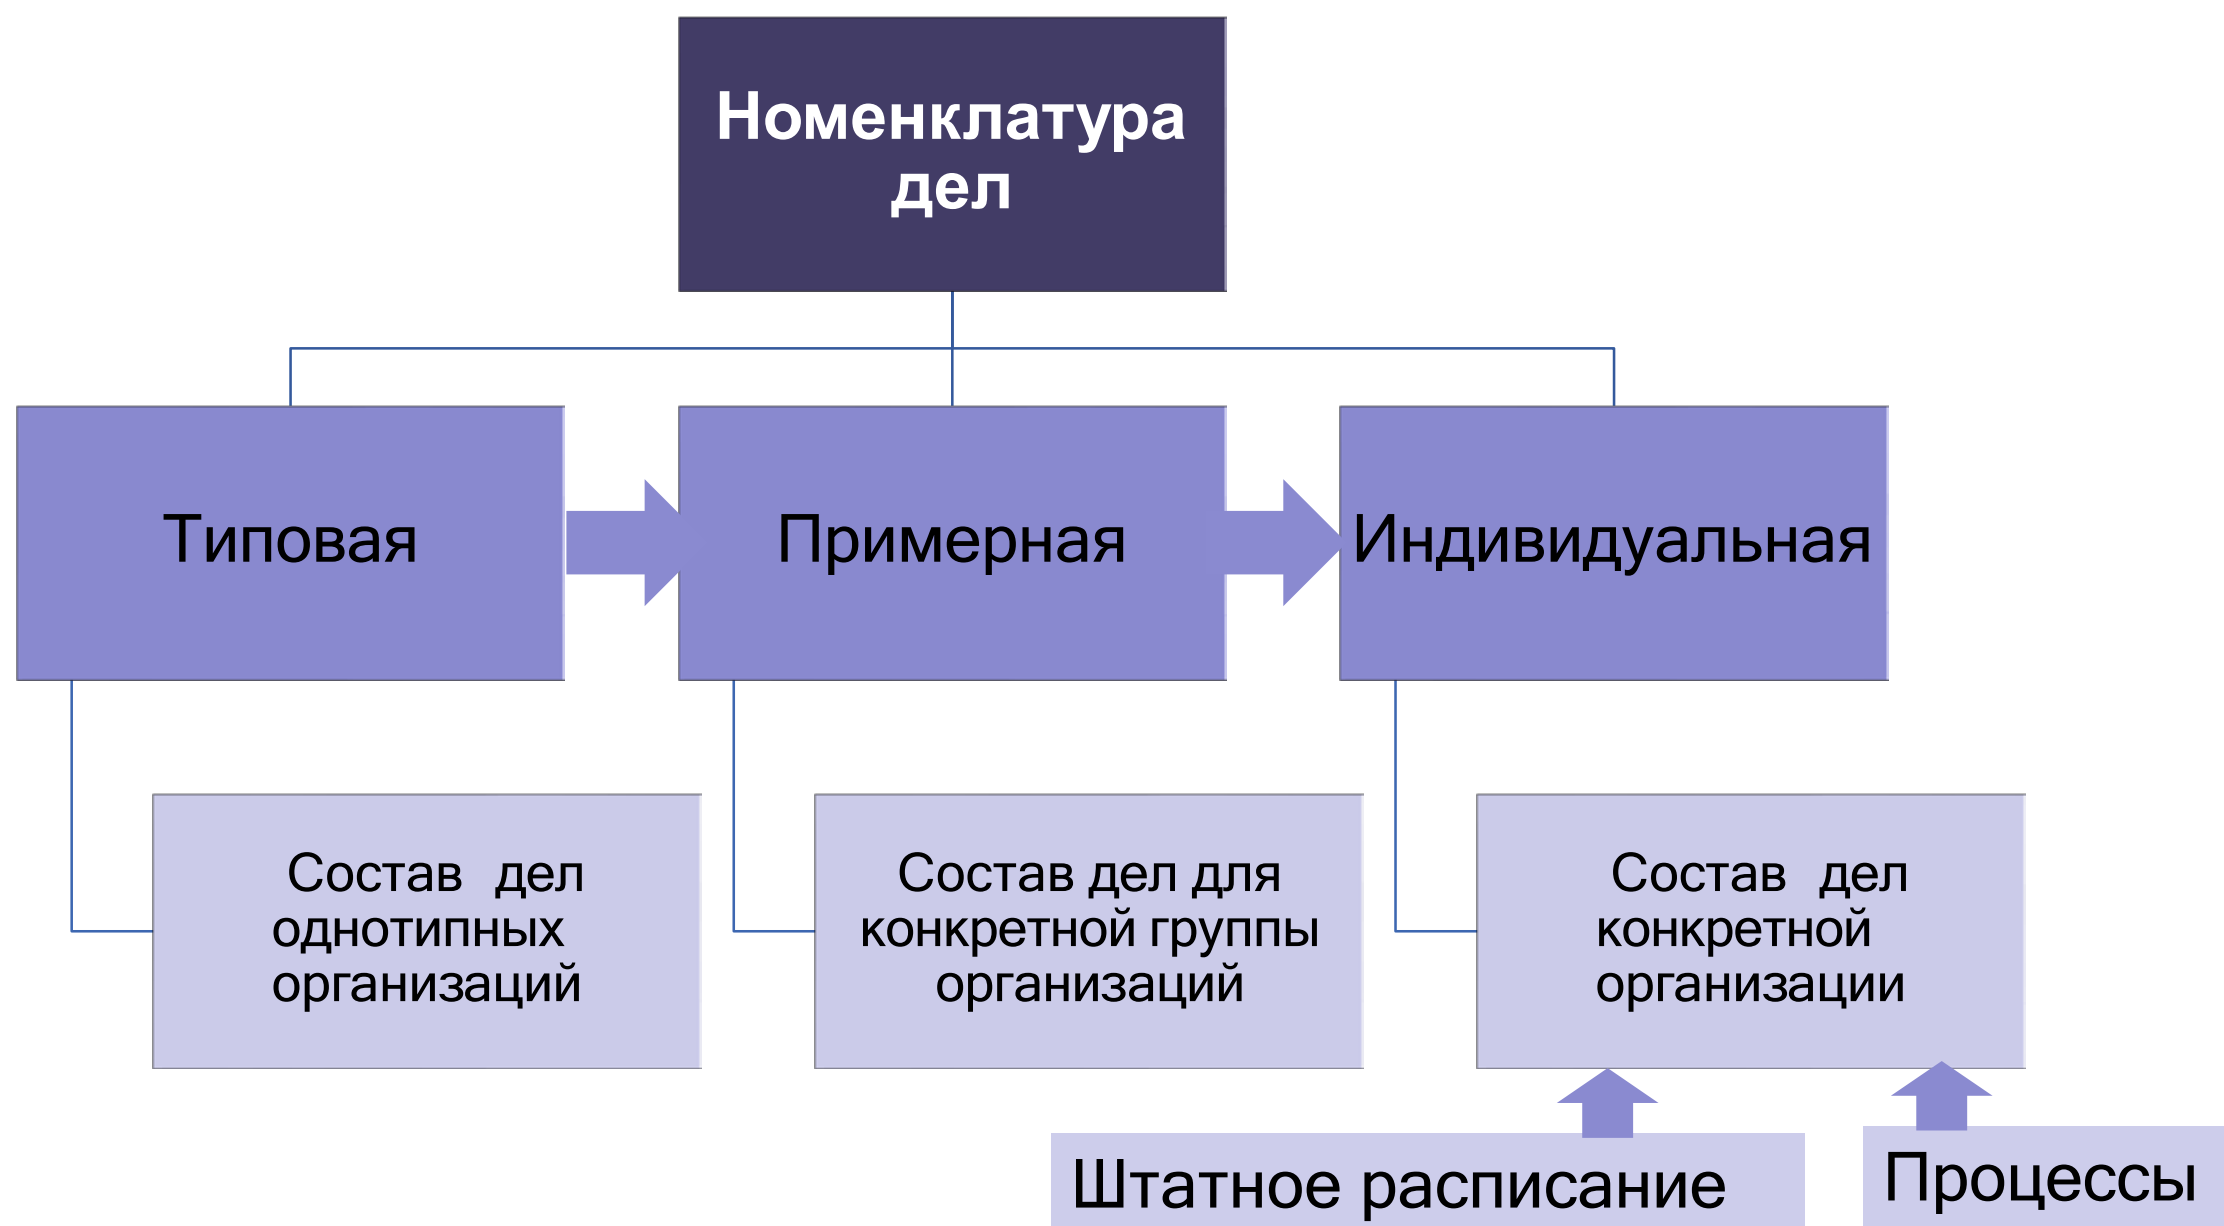 Номенклатура
дел
Типовая
Примерная
Индивидуальная
Состав дел
однотипных
организаций
Состав дел для
конкретной группы
организаций
Состав дел
конкретной
организации
Штатное расписание
Процессы